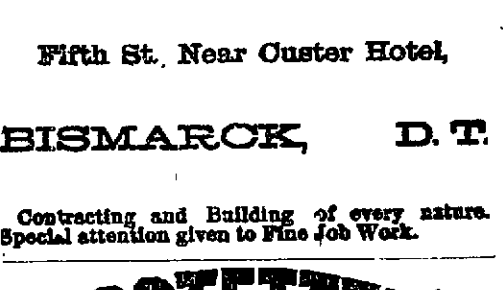 Fifth St. Near Custer Hotel,
BISMARCK, D. T.
Contracting and Building of every nature.
Special attention given to Fine Job Work.